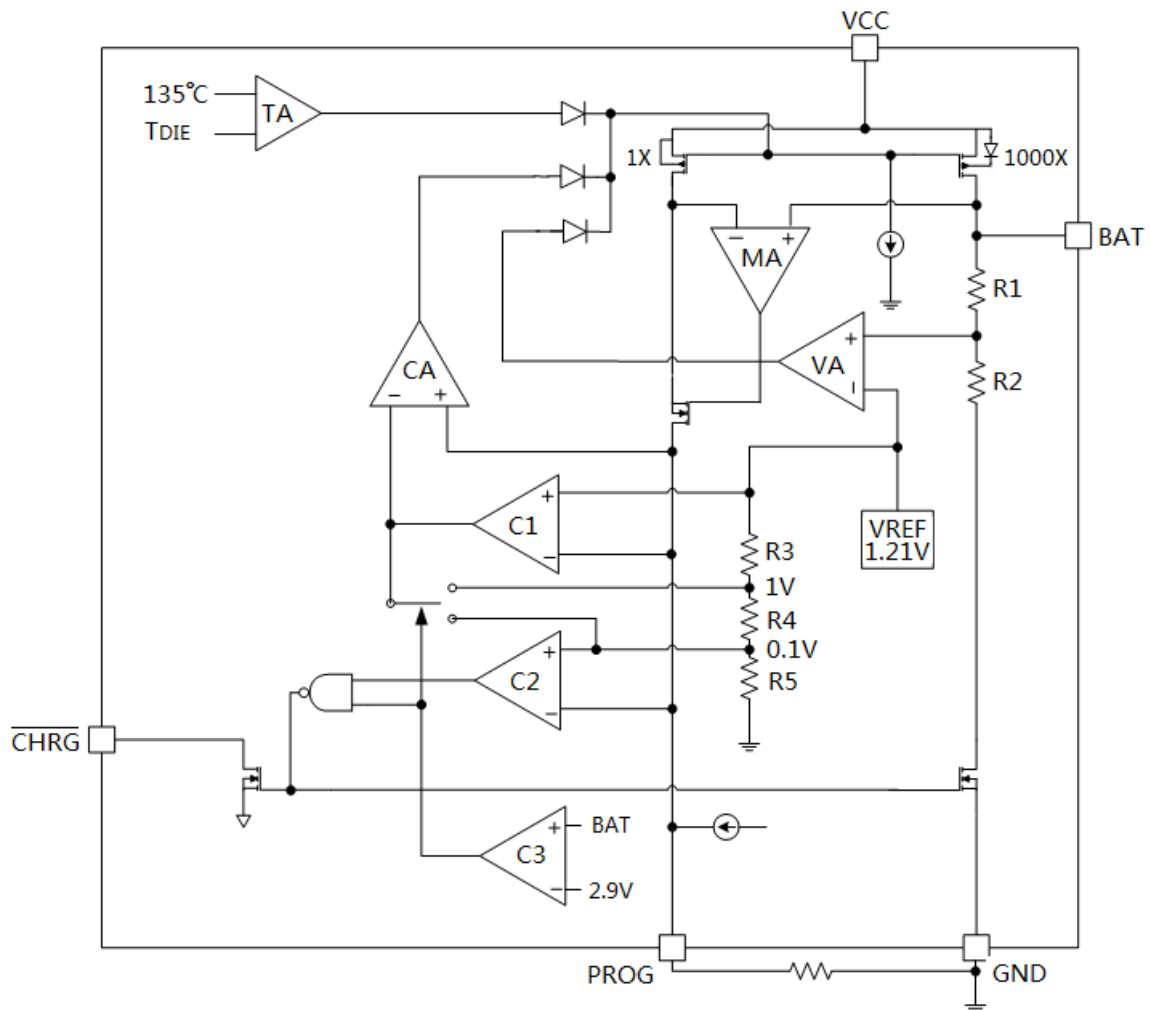 VCC
135°C
TA
TDIE
1X
1000X
BAT
MA
R1
VA
R2
CA
C1
VREF
1.21V
R3
1V
R4
0.1V
R5
C2
CHRG
BAT
C3
2.9V
PROG
GND